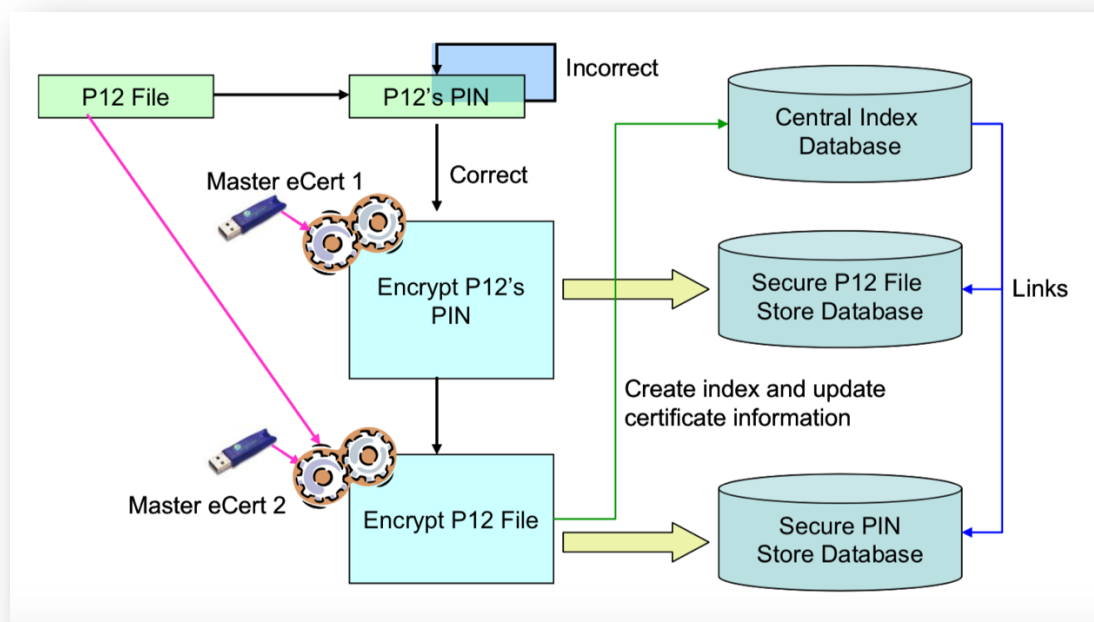 P12 File
P12's PIN
Incorrect
Correct
Master eCert 1
Encrypt P12's
PIN
Master eCert 2
Encrypt P12 File
Create index and update
certificate information
Central Index
Database
Secure P12 File
Store Database
Links
Secure PIN
Store Database